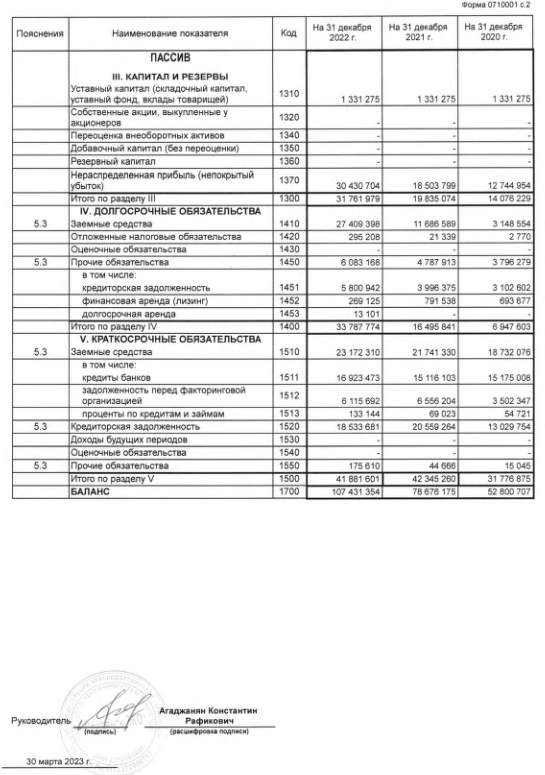 Форма 0710001 с.2
Пояснения Наименование показателя Код На 31 декабря 2022 г. На 31 декабря 2021 г. На 31 декабря 2020 г.
ПАССИВ
III. КАПИТАЛ И РЕЗЕРВЫ
Уставный капитал (складочный капитал,
уставный фонд, вклады товарищей) 1310 1 331 275 1 331 275 1 331 275
Собственные акции, выкупленные у
акционеров 1320 - - -
Переоценка внеоборотных активов 1340 - - -
Добавочный капитал (без переоценки) 1350 - - -
Резервный капитал 1360 - - -
Нераспределенная прибыль (непокрытый
убыток) 1370 30 430 704 18 503 799 12 744 954
Итого по разделу III 1300 31 761 979 19 835 074 14 076 229
IV. ДОЛГОСРОЧНЫЕ ОБЯЗАТЕЛЬСТВА
5.3 Заемные средства 1410 27 409 398 11 686 589 3 148 554
Отложенные налоговые обязательства 1420 295 208 21 339 2 770
Оценочные обязательства 1430 - - -
5.3 Прочие обязательства 1450 6 083 168 4 787 913 3 796 279
в том числе:
кредиторская задолженность 1451 5 800 942 3 996 375 3 102 602
финансовая аренда (лизинг) 1452 269 125 791 538 693 677
долгосрочная аренда 1453 13 101 - -
Итого по разделу IV 1400 33 787 774 16 495 841 6 947 603
V. КРАТКОСРОЧНЫЕ ОБЯЗАТЕЛЬСТВА
5.3 Заемные средства 1510 23 172 310 21 741 330 18 732 076
в том числе:
кредиты банков 1511 16 923 473 15 116 103 15 175 008
задолженность перед факторинговой
организацией 1512 6 115 692 6 556 204 3 502 347
проценты по кредитам и займам 1513 133 144 69 023 54 721
5.3 Кредиторская задолженность 1520 18 533 681 20 559 264 13 029 754
Доходы будущих периодов 1530 - - -
Оценочные обязательства 1540 - - -
5.3 Прочие обязательства 1550 175 610 44 666 15 045
Итого по разделу V 1500 41 881 601 42 345 260 31 776 875
БАЛАНС 1700 107 431 354 78 676 175 52 800 707
Агаджанян Константин
Руководитель Рафикович
(подпись) (расшифровка подписи)
30 марта 2023 г.